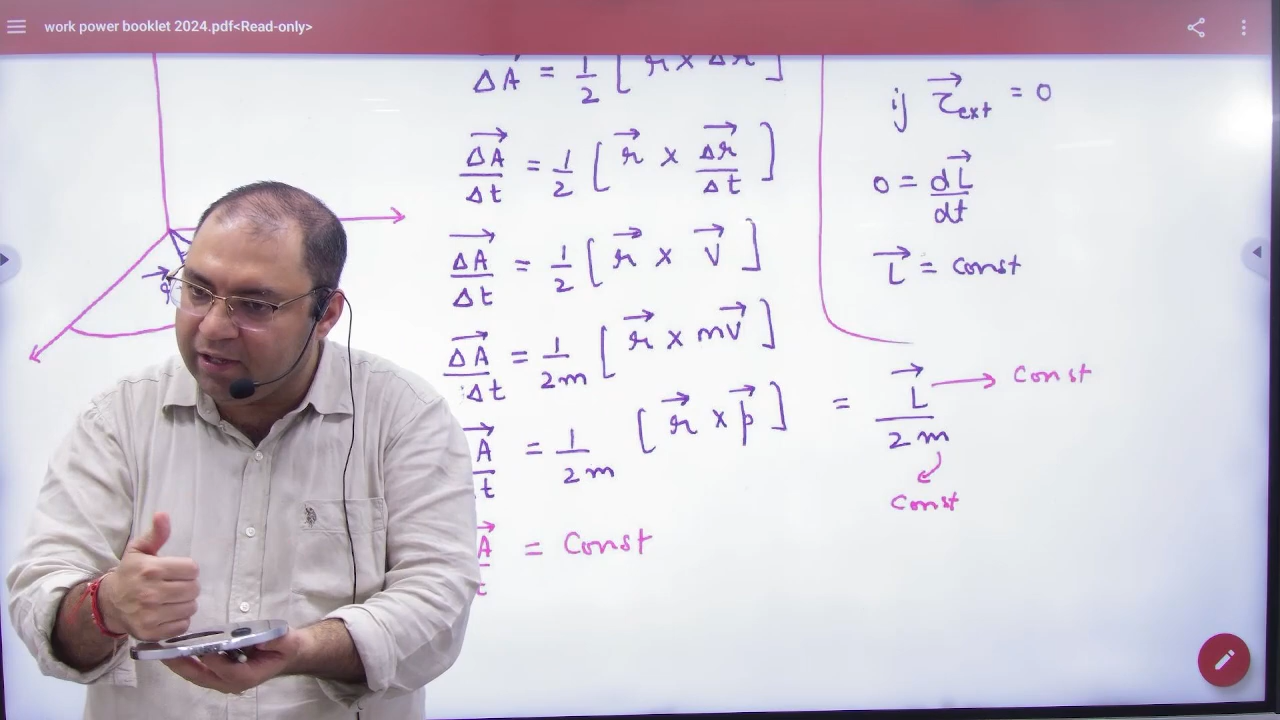 work power booklet 2024.pdf<Read-only>
ΔA⃗ = 1/2 [ r⃗ × Δr⃗ ]
ΔA⃗/Δt = 1/2 [ r⃗ × Δr⃗/Δt ]
ΔA⃗/Δt = 1/2 [ r⃗ × v⃗ ]
ΔA⃗/Δt = 1/2m [ r⃗ × mv⃗ ]
A⃗/t = 1/2m [ r⃗ × p⃗ ] = L⃗/2m
A⃗/t = Const
if τ⃗ext = 0
0 = dL⃗/dt
L⃗ = const
→ Const
const